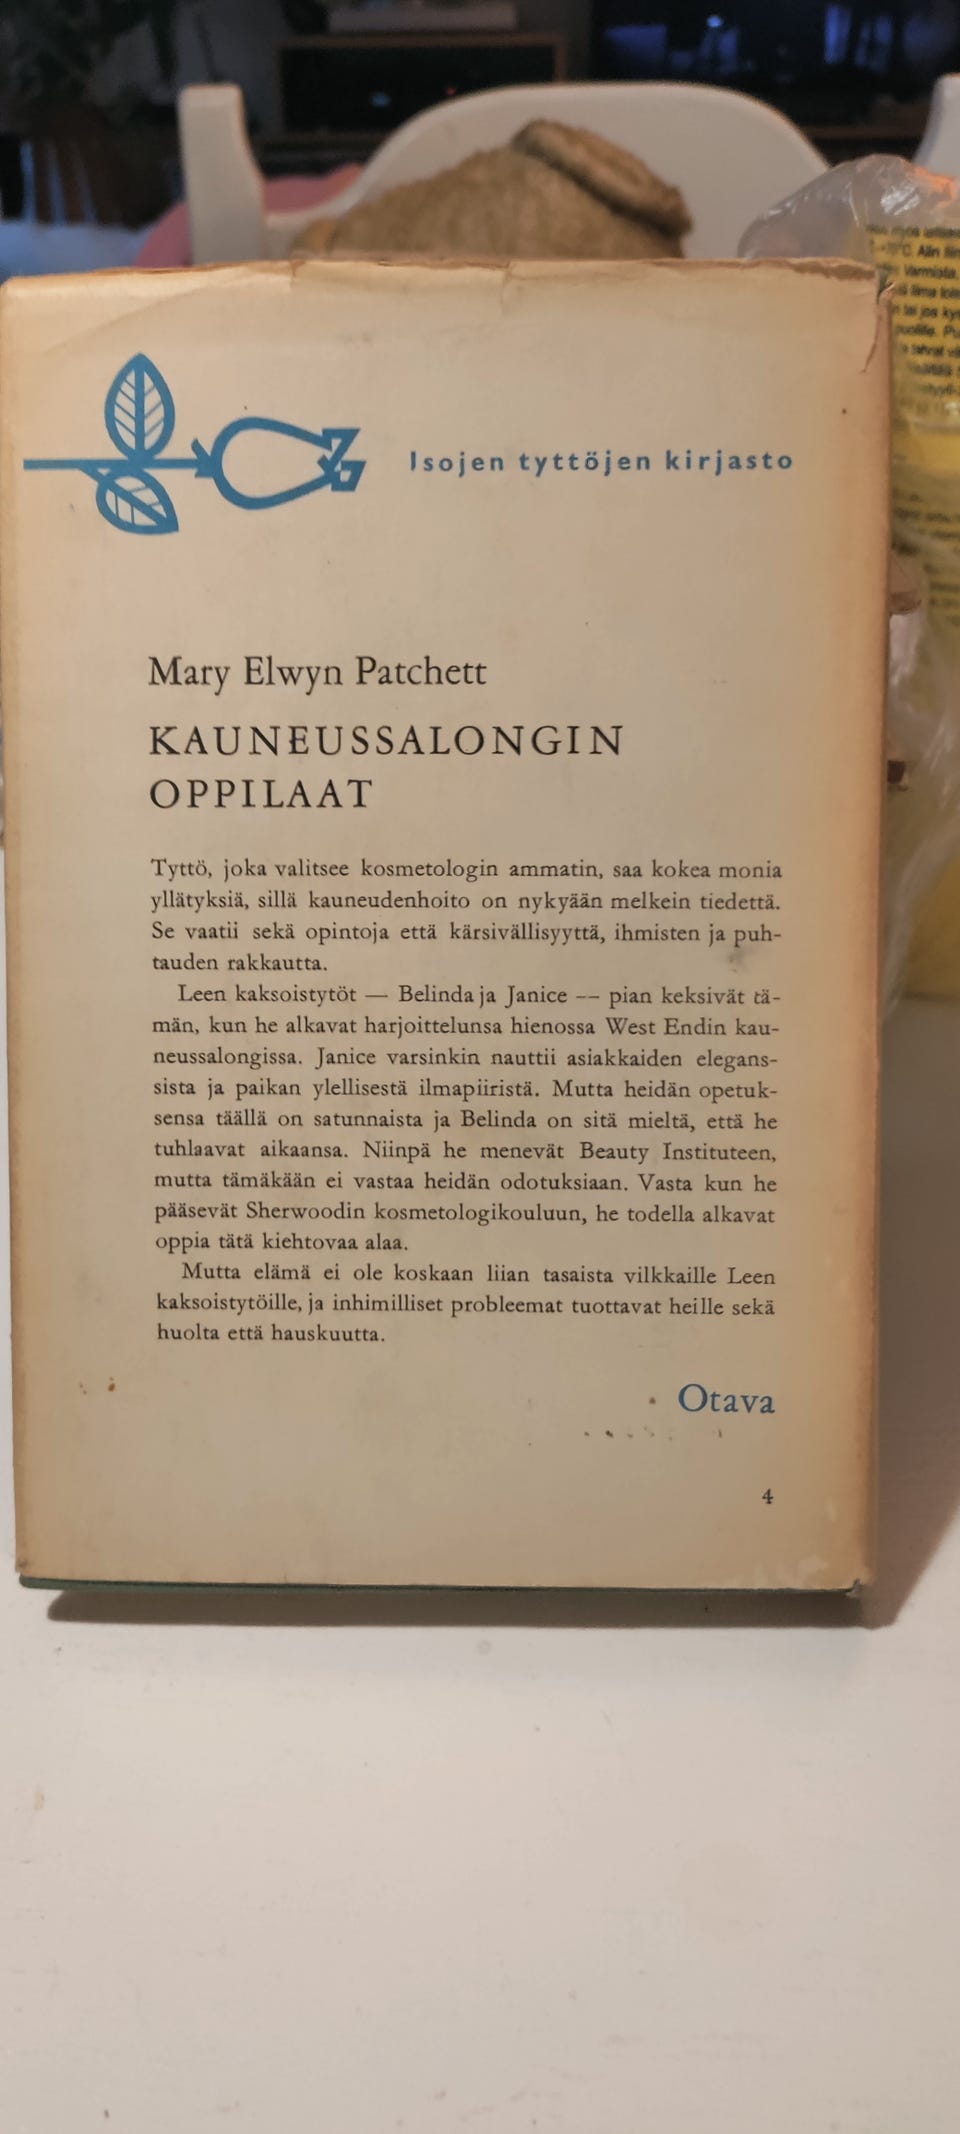 Isojen tyttöjen kirjasto
Mary Elwyn Patchett
KAUNEUSSALONGIN
OPPILAAT
Tyttö, joka valitsee kosmetologin ammatin, saa kokea monia
yllätyksiä, sillä kauneudenhoito on nykyään melkein tiedettä.
Se vaatii sekä opintoja että kärsivällisyyttä, ihmisten ja puh-
tauden rakkautta.
Leen kaksoistytöt — Belinda ja Janice — pian keksivät tä-
män, kun he alkavat harjoittelunsa hienossa West Endin kau-
neussalongissa. Janice varsinkin nauttii asiakkaiden elegans-
sista ja paikan ylellisestä ilmapiiristä. Mutta heidän opetuk-
sensa täällä on satunnaista ja Belinda on sitä mieltä, että he
tuhlaavat aikaansa. Niinpä he menevät Beauty Instituteen,
mutta tämäkään ei vastaa heidän odotuksiaan. Vasta kun he
pääsevät Sherwoodin kosmetologikouluun, he todella alkavat
oppia tätä kiehtovaa alaa.
Mutta elämä ei ole koskaan liian tasaista vilkkaille Leen
kaksoistytöille, ja inhimilliset probleemat tuottavat heille sekä
huolta että hauskuutta.
Otava
4
Alin
Varmista,